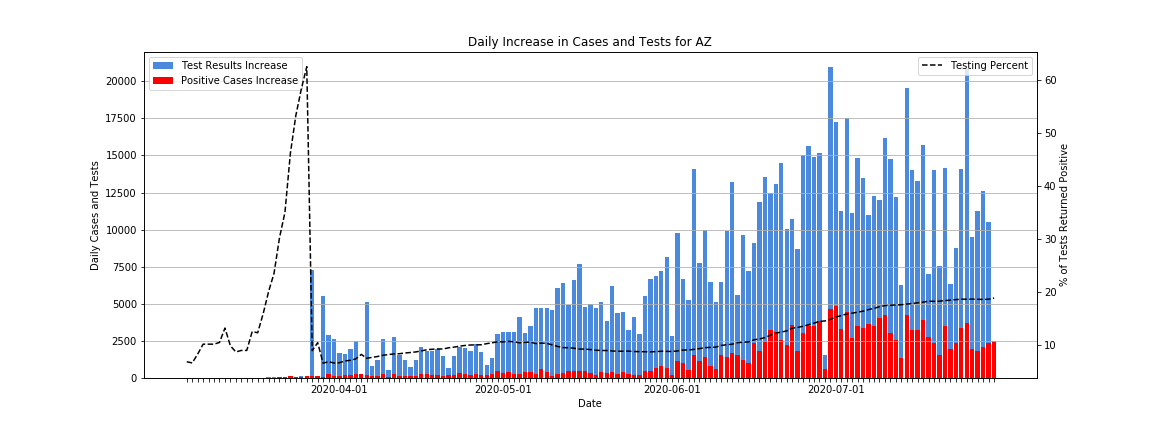 Daily Increase in Cases and Tests for AZ
Test Results Increase
Positive Cases Increase
Testing Percent
20000
17500
15000
12500
10000
7500
5000
2500
0
Daily Cases and Tests
60
50
40
30
20
10
% of Tests Returned Positive
2020-04-01
2020-05-01
2020-06-01
2020-07-01
Date